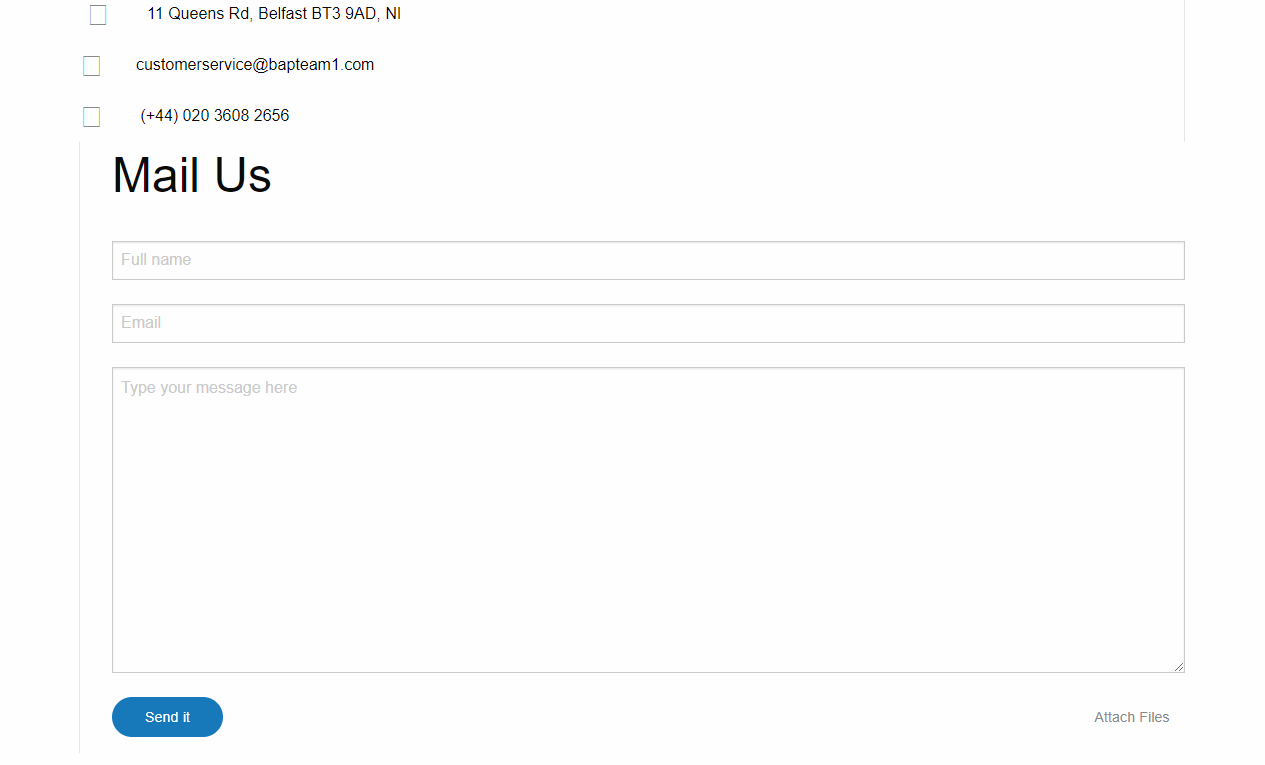 11 Queens Rd, Belfast BT3 9AD, NI
customerservice@bapteam1.com
(+44) 020 3608 2656
Mail Us
Full name
Email
Type your message here
Send it
Attach Files